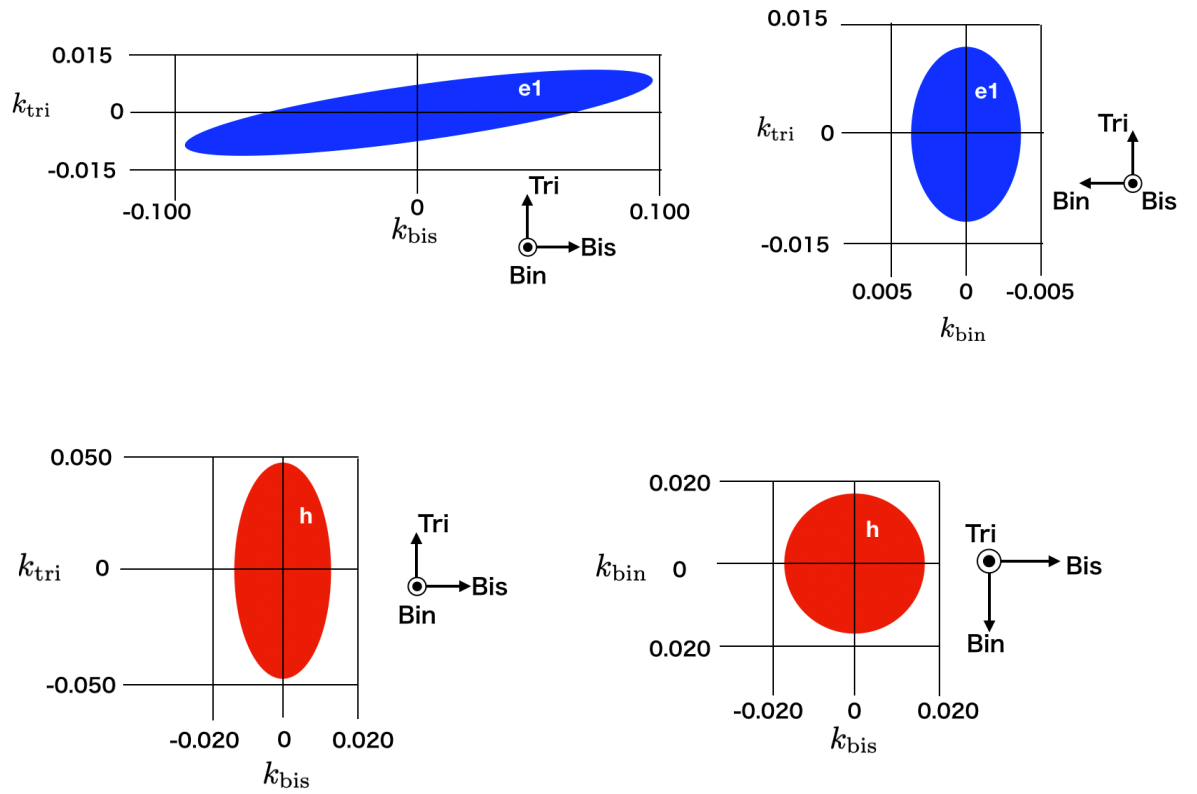 0.015
e1
k_tri
0
-0.015
-0.100
0
0.100
k_bis
Tri
Bis
Bin
0.015
e1
k_tri
0
-0.015
0.005
0
-0.005
k_bin
Tri
Bin
Bis
0.050
h
k_tri
0
-0.050
-0.020
0
0.020
k_bis
Tri
Bis
Bin
0.020
h
k_bin
0
0.020
-0.020
0
0.020
k_bis
Tri
Bis
Bin